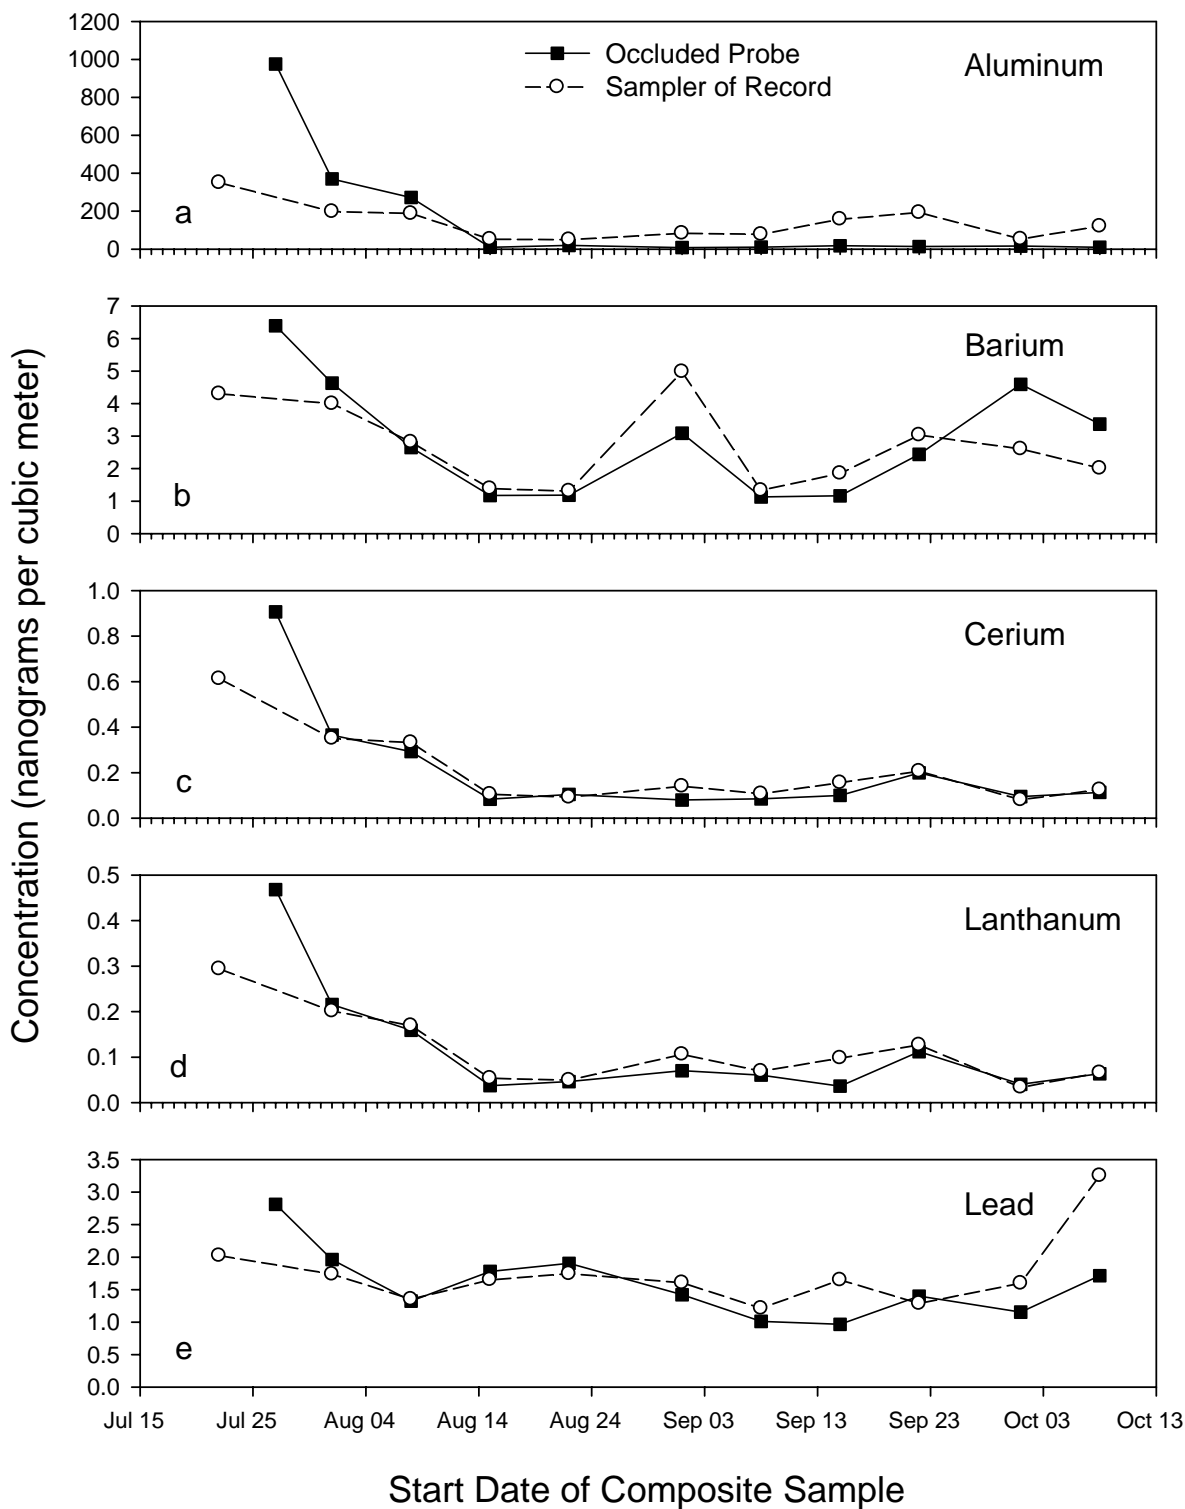 1200
1000
800
600
400
200
0
Occluded Probe
Sampler of Record
Aluminum
a
7
6
5
4
3
2
1
0
Barium
b
1.0
0.8
0.6
0.4
0.2
0.0
Cerium
c
0.5
0.4
0.3
0.2
0.1
0.0
Lanthanum
d
3.5
3.0
2.5
2.0
1.5
1.0
0.5
0.0
Lead
e
Jul 15 Jul 25 Aug 04 Aug 14 Aug 24 Sep 03 Sep 13 Sep 23 Oct 03 Oct 13
Start Date of Composite Sample
Concentration (nanograms per cubic meter)